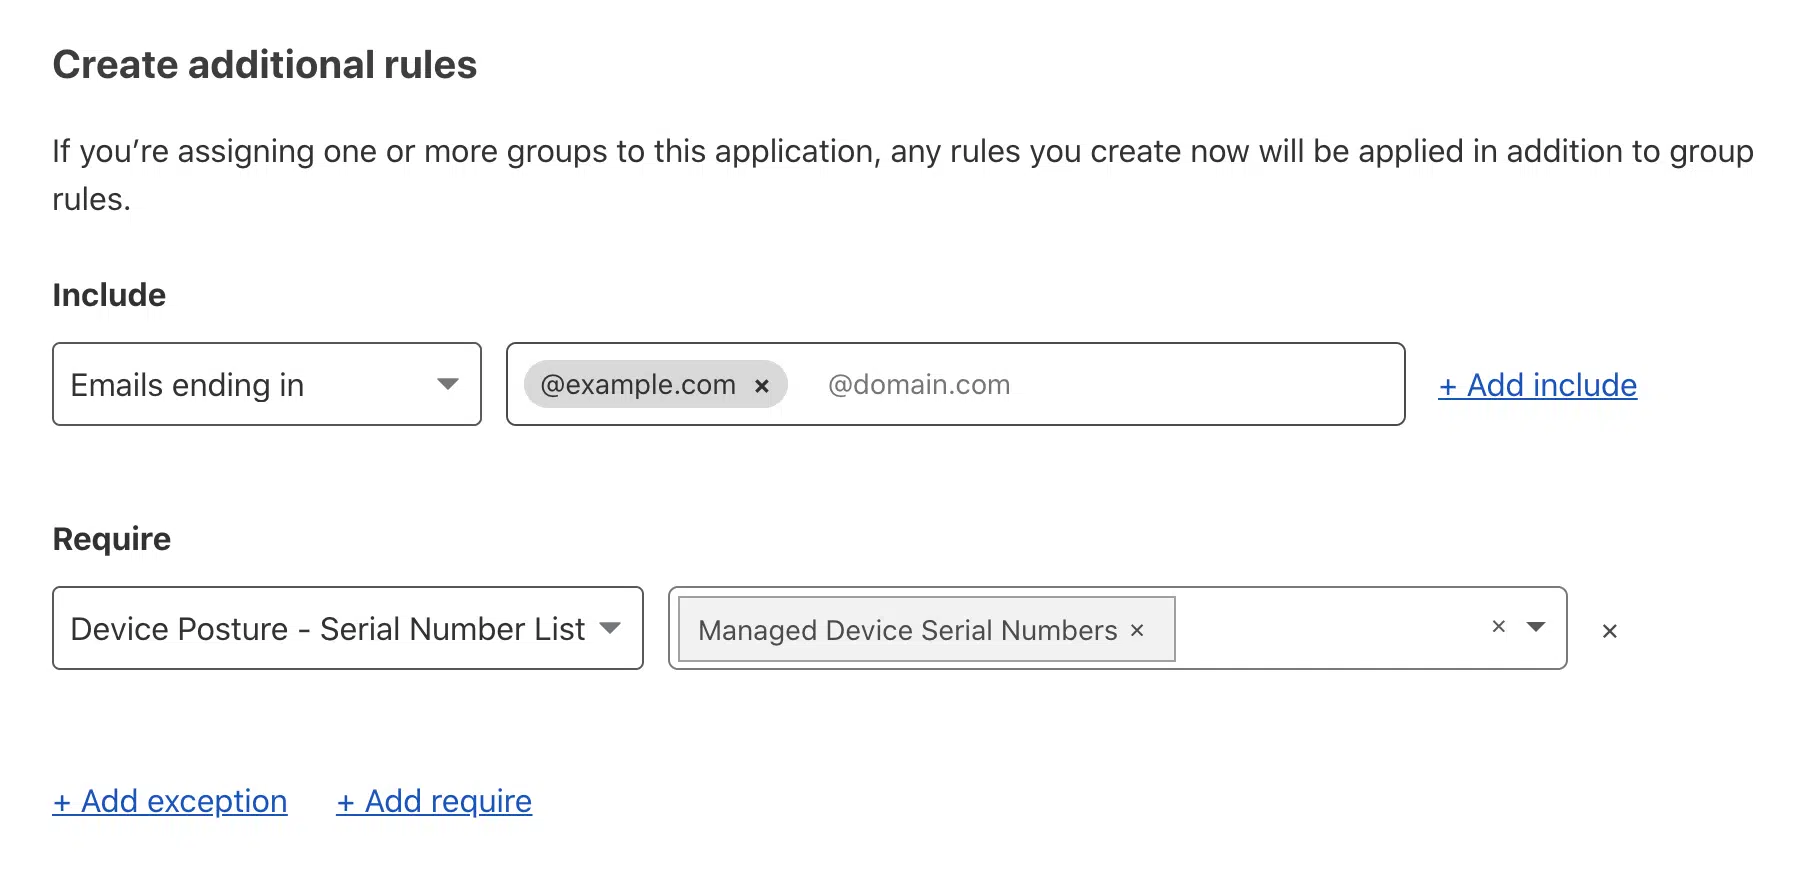 Create additional rules
If you’re assigning one or more groups to this application, any rules you create now will be applied in addition to group
rules.
Include
Emails ending in @example.com × @domain.com + Add include
Require
Device Posture - Serial Number List Managed Device Serial Numbers × × ×
+ Add exception + Add require